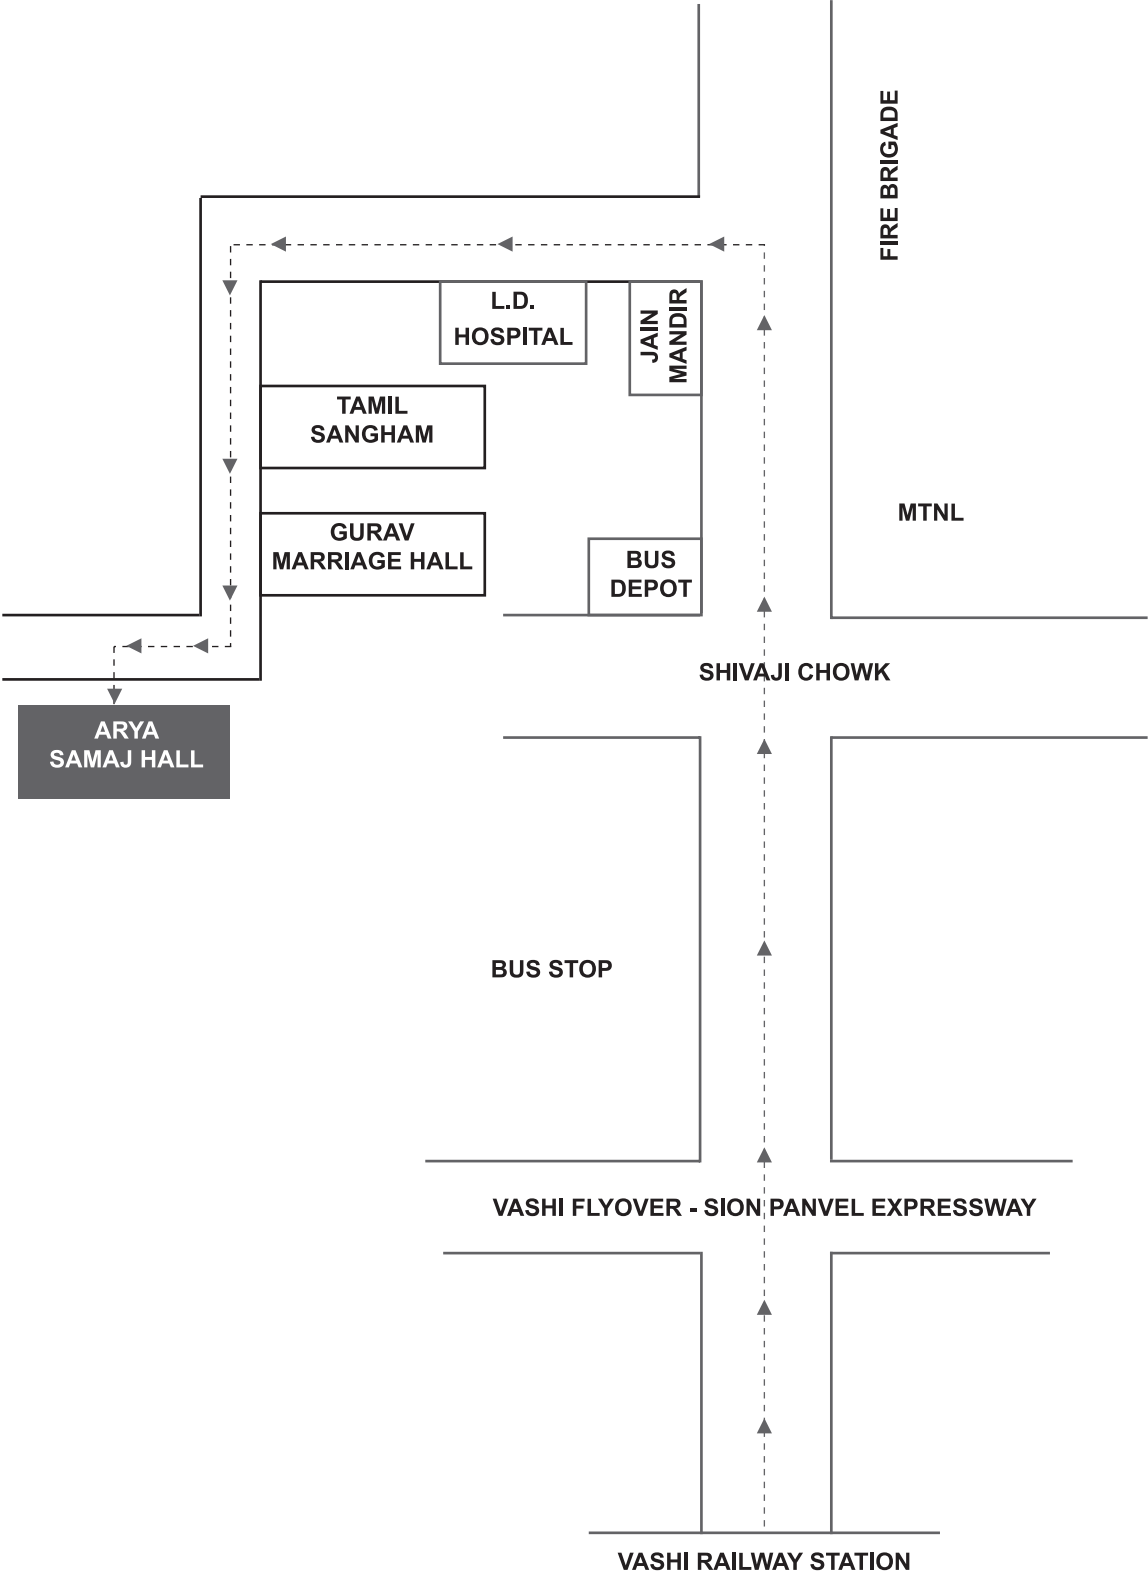 FIRE BRIGADE
L.D.
HOSPITAL
JAIN
MANDIR
TAMIL
SANGHAM
MTNL
GURAV
MARRIAGE HALL
BUS
DEPOT
SHIVAJI CHOWK
ARYA
SAMAJ HALL
BUS STOP
VASHI FLYOVER - SION PANVEL EXPRESSWAY
VASHI RAILWAY STATION